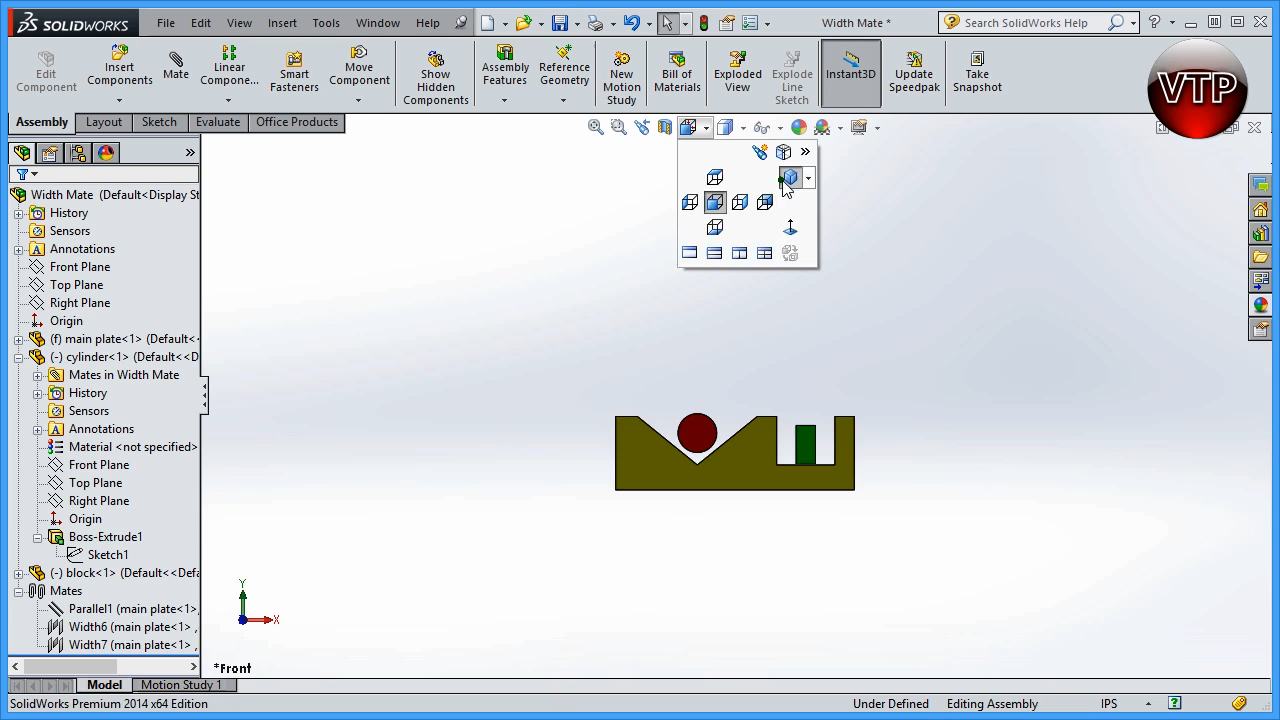 SOLIDWORKS File Edit View Insert Tools Window Help Width Mate * Search SolidWorks Help
Edit Component
Insert Components
Mate
Linear Compone...
Smart Fasteners
Move Component
Show Hidden Components
Assembly Features
Reference Geometry
New Motion Study
Bill of Materials
Exploded View
Explode Line Sketch
Instant3D
Update Speedpak
Take Snapshot
VTP
Assembly Layout Sketch Evaluate Office Products
Width Mate (Default<Display St
History
Sensors
Annotations
Front Plane
Top Plane
Right Plane
Origin
(f) main plate<1> (Default<
(-) cylinder<1> (Default<<D
Mates in Width Mate
History
Sensors
Annotations
Material <not specified>
Front Plane
Top Plane
Right Plane
Origin
Boss-Extrude1
Sketch1
(-) block<1> (Default<<Defa
Mates
Parallel1 (main plate<1>,
Width6 (main plate<1> ,
Width7 (main plate<1> ,
Y
X
*Front
Model Motion Study 1
SolidWorks Premium 2014 x64 Edition Under Defined Editing Assembly IPS